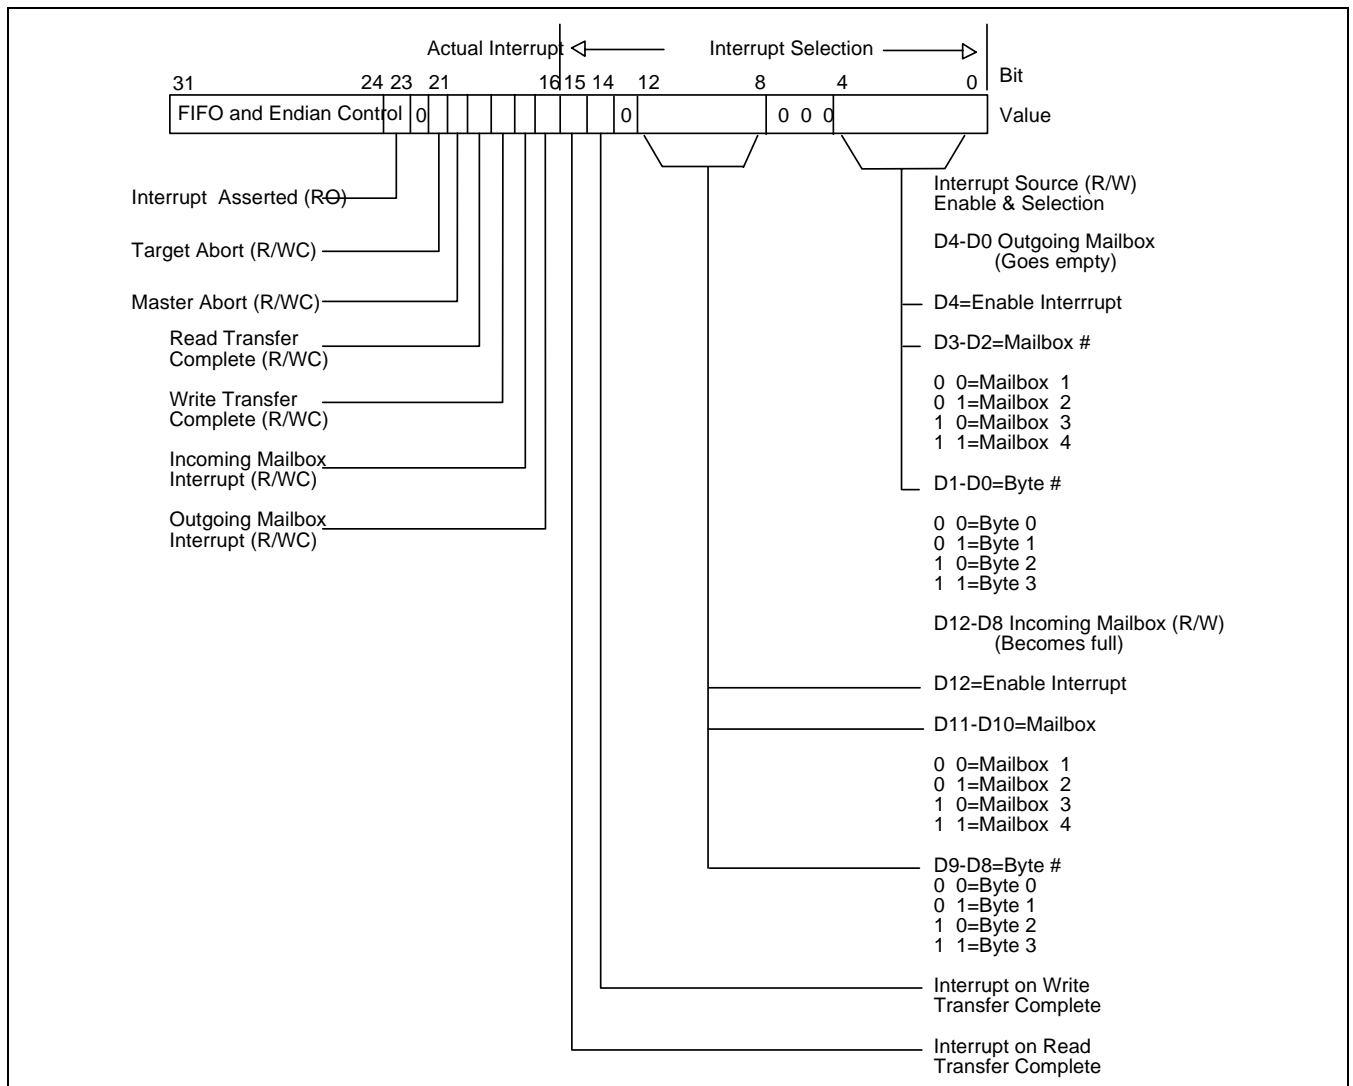 Actual Interrupt
Interrupt Selection
31 24 23 21 16 15 14 12 8 4 0 Bit
FIFO and Endian Control 0 0 0 0 0 Value
Interrupt Asserted (RO)
Target Abort (R/WC)
Master Abort (R/WC)
Read Transfer
Complete (R/WC)
Write Transfer
Complete (R/WC)
Incoming Mailbox
Interrupt (R/WC)
Outgoing Mailbox
Interrupt (R/WC)
Interrupt Source (R/W)
Enable & Selection
D4-D0 Outgoing Mailbox
(Goes empty)
D4=Enable Interrrupt
D3-D2=Mailbox #
0 0=Mailbox 1
0 1=Mailbox 2
1 0=Mailbox 3
1 1=Mailbox 4
D1-D0=Byte #
0 0=Byte 0
0 1=Byte 1
1 0=Byte 2
1 1=Byte 3
D12-D8 Incoming Mailbox (R/W)
(Becomes full)
D12=Enable Interrupt
D11-D10=Mailbox
0 0=Mailbox 1
0 1=Mailbox 2
1 0=Mailbox 3
1 1=Mailbox 4
D9-D8=Byte #
0 0=Byte 0
0 1=Byte 1
1 0=Byte 2
1 1=Byte 3
Interrupt on Write
Transfer Complete
Interrupt on Read
Transfer Complete